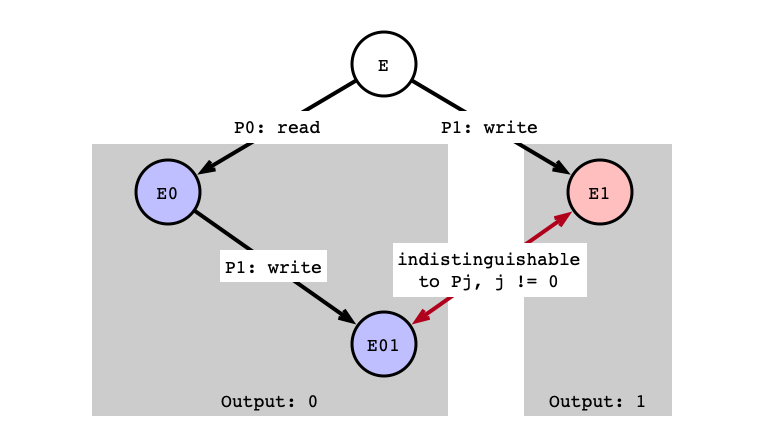 E
P0: read
P1: write
E0
E1
P1: write
indistinguishable
to Pj, j != 0
E01
Output: 0
Output: 1